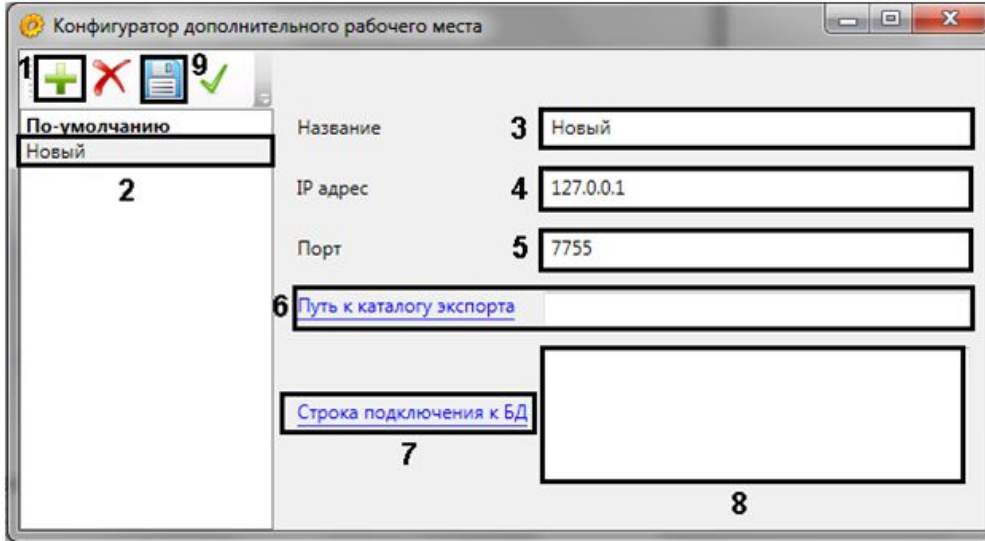 Конфигуратор дополнительного рабочего места
1 9
По-умолчанию
Новый
2
Название 3 Новый
IP адрес 4 127.0.0.1
Порт 5 7755
6 Путь к каталогу экспорта
Строка подключения к БД
7
8